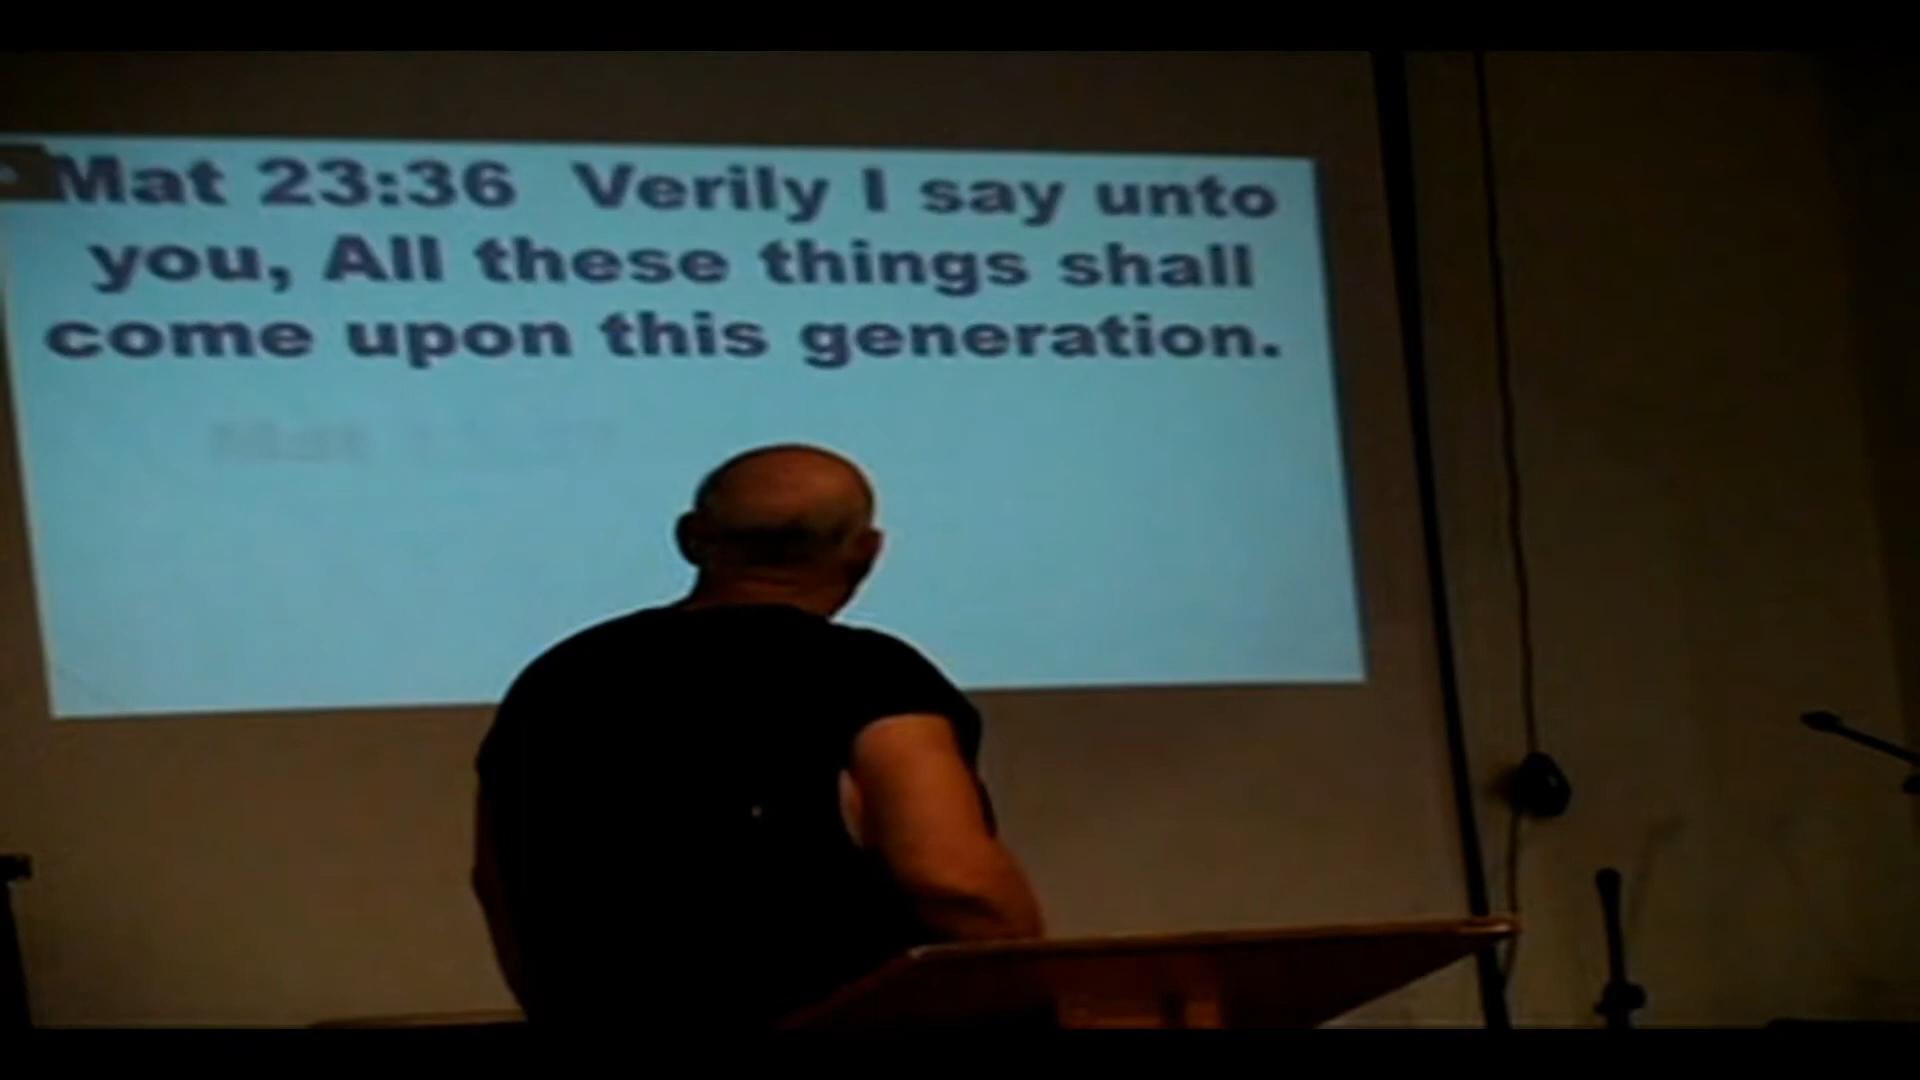 Mat 23:36 Verily I say unto
you, All these things shall
come upon this generation.